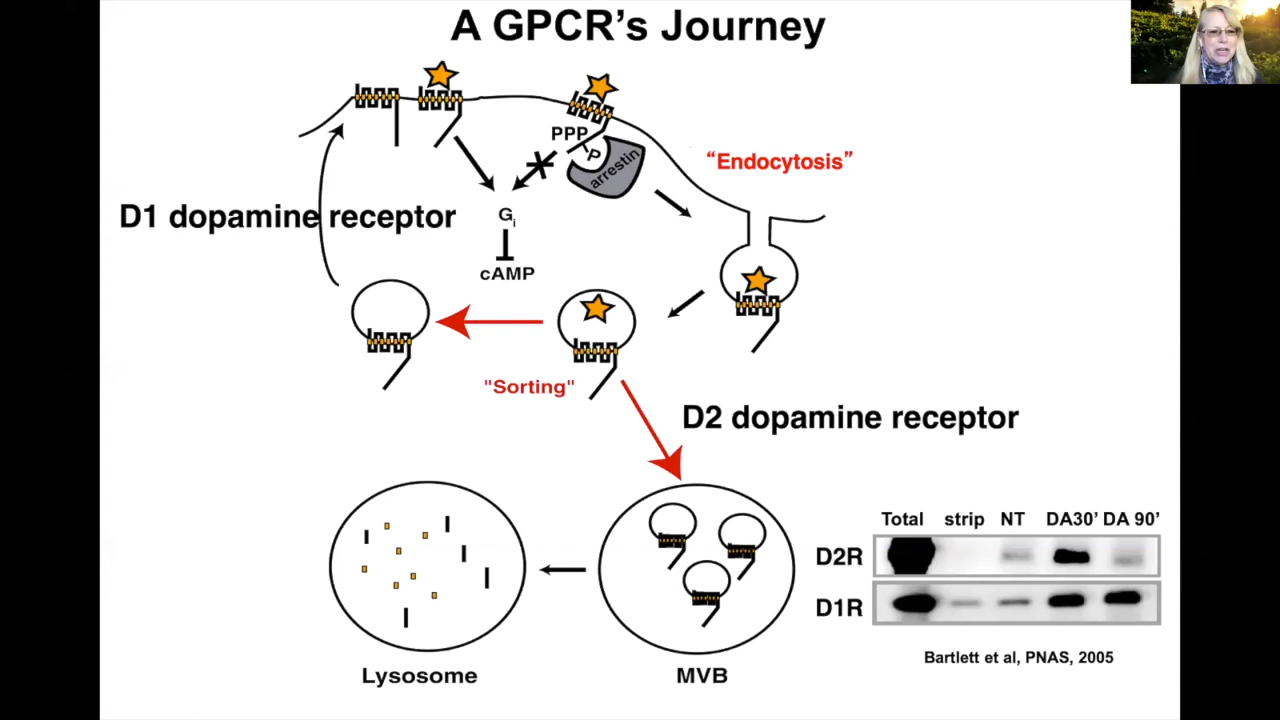 A GPCR's Journey
PPP
P
arrestin
"Endocytosis"
D1 dopamine receptor
Gi
cAMP
"Sorting"
D2 dopamine receptor
Total strip NT DA30' DA 90'
D2R
D1R
Bartlett et al, PNAS, 2005
Lysosome
MVB